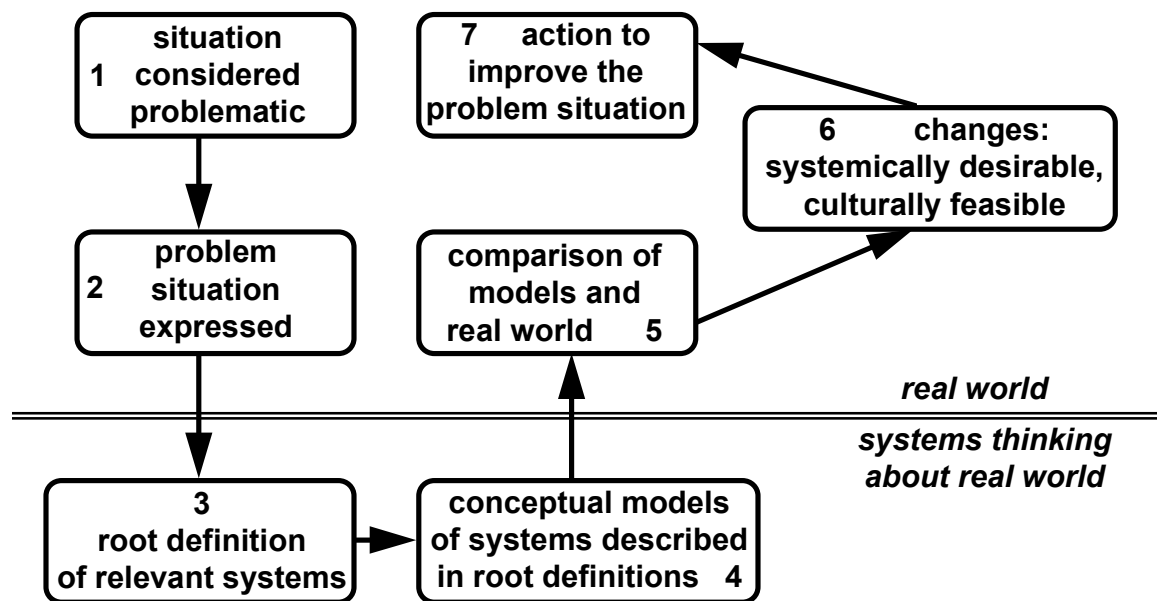 situation
1 considered
problematic
2 problem
situation
expressed
3
root definition
of relevant systems
conceptual models
of systems described
in root definitions 4
comparison of
models and
real world 5
6 changes:
systemically desirable,
culturally feasible
7 action to
improve the
problem situation
real world
systems thinking
about real world